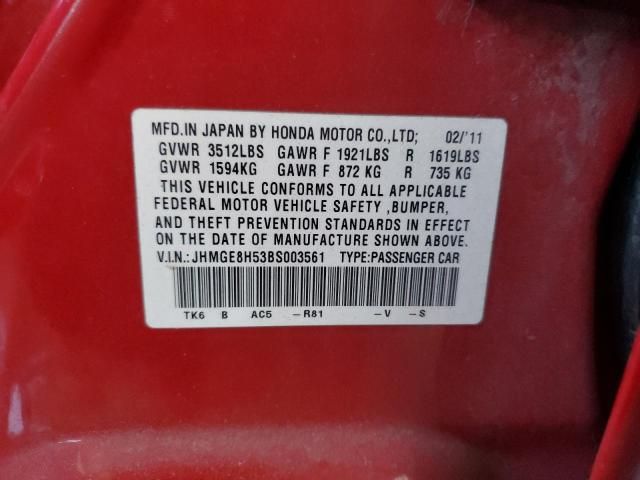 MFD.IN JAPAN BY HONDA MOTOR CO.,LTD; 02/'11
GVWR 3512LBS GAWR F 1921LBS R 1619LBS
GVWR 1594KG GAWR F 872 KG R 735 KG
THIS VEHICLE CONFORMS TO ALL APPLICABLE
FEDERAL MOTOR VEHICLE SAFETY ,BUMPER,
AND THEFT PREVENTION STANDARDS IN EFFECT
ON THE DATE OF MANUFACTURE SHOWN ABOVE.
V.I.N.:JHMGE8H53BS003561 TYPE:PASSENGER CAR
TK6 B AC5 -R81 -V -S